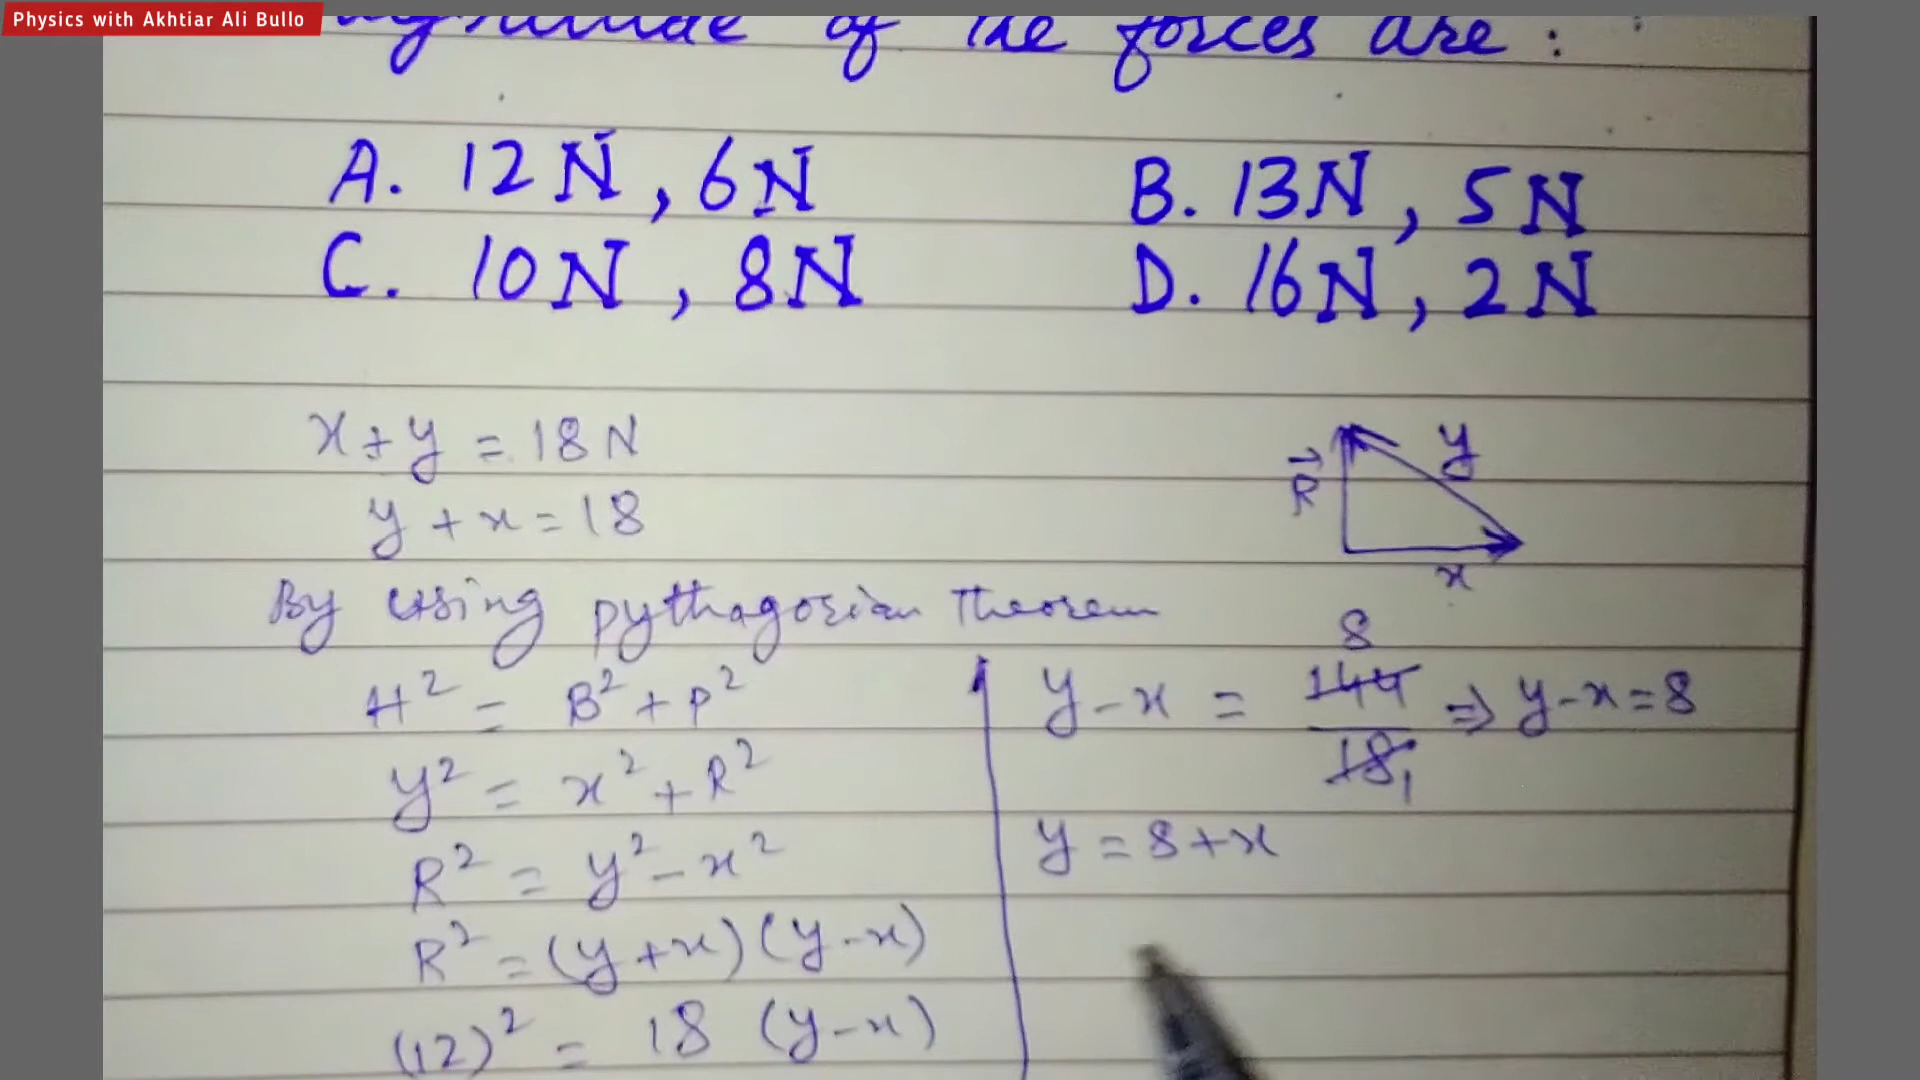 Physics with Akhtiar Ali Bullo
of the forces are :
A. 12N, 6N
B. 13N, 5N
C. 10N, 8N
D. 16N, 2N
x + y = 18N
y + x = 18
R⃗
y
x
By using pythagorian Theorem
H² = B² + P²
y² = x² + R²
R² = y² - x²
R² = (y + x) (y - x)
(12)² = 18 (y - x)
8
y - x = 144/18 ⇒ y - x = 8
1
y = 8 + x